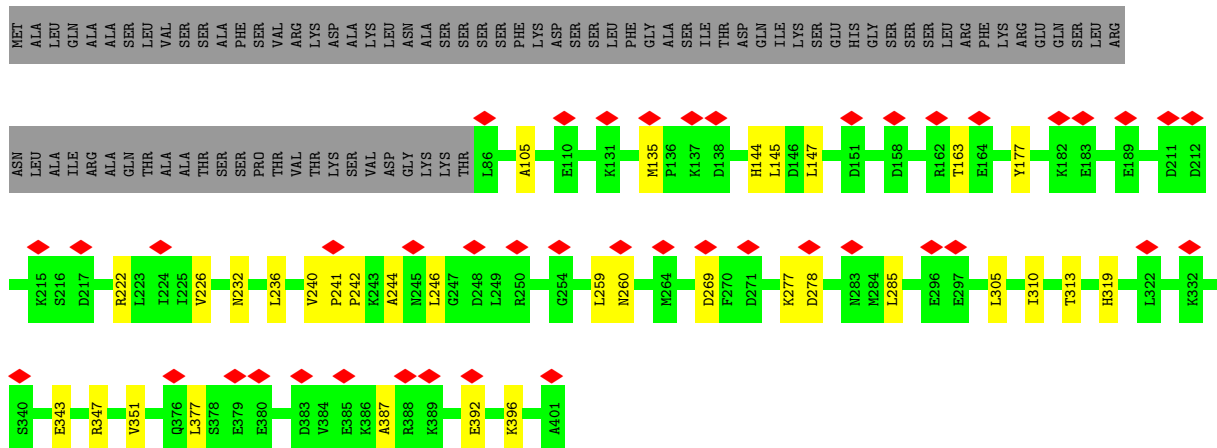 MET ALA LEU GLN ALA ALA SER LEU VAL SER SER ALA PHE SER VAL ARG LYS ASP ALA LYS LEU ASN ALA SER SER SER SER PHE LYS ASP SER SER LEU PHE GLY ALA SER ILE THR ASP GLN ILE LYS SER GLU HIS GLY SER SER SER LEU ARG PHE LYS ARG GLU GLN SER LEU ARG
ASN LEU ALA ILE ARG ALA GLN THR ALA ALA THR SER SER PRO THR VAL THR LYS SER VAL ASP GLY LYS LYS THR L86 A105 E110 K131 M135 P136 K137 D138 H144 L145 D146 L147 D151 D158 R162 T163 E164 Y177 K182 E183 E189 D211 D212
K215 S216 D217 R222 L223 I224 I225 V226 N232 L236 V240 P241 P242 K243 A244 N245 L246 G247 D248 L249 R250 G254 L259 N260 M264 D269 F270 D271 K277 D278 N283 M284 L285 E296 E297 L305 I310 T313 H319 L322 K332
S340 E343 R347 V351 Q376 L377 S378 E379 E380 D383 V384 E385 K386 A387 R388 K389 E392 K396 A401